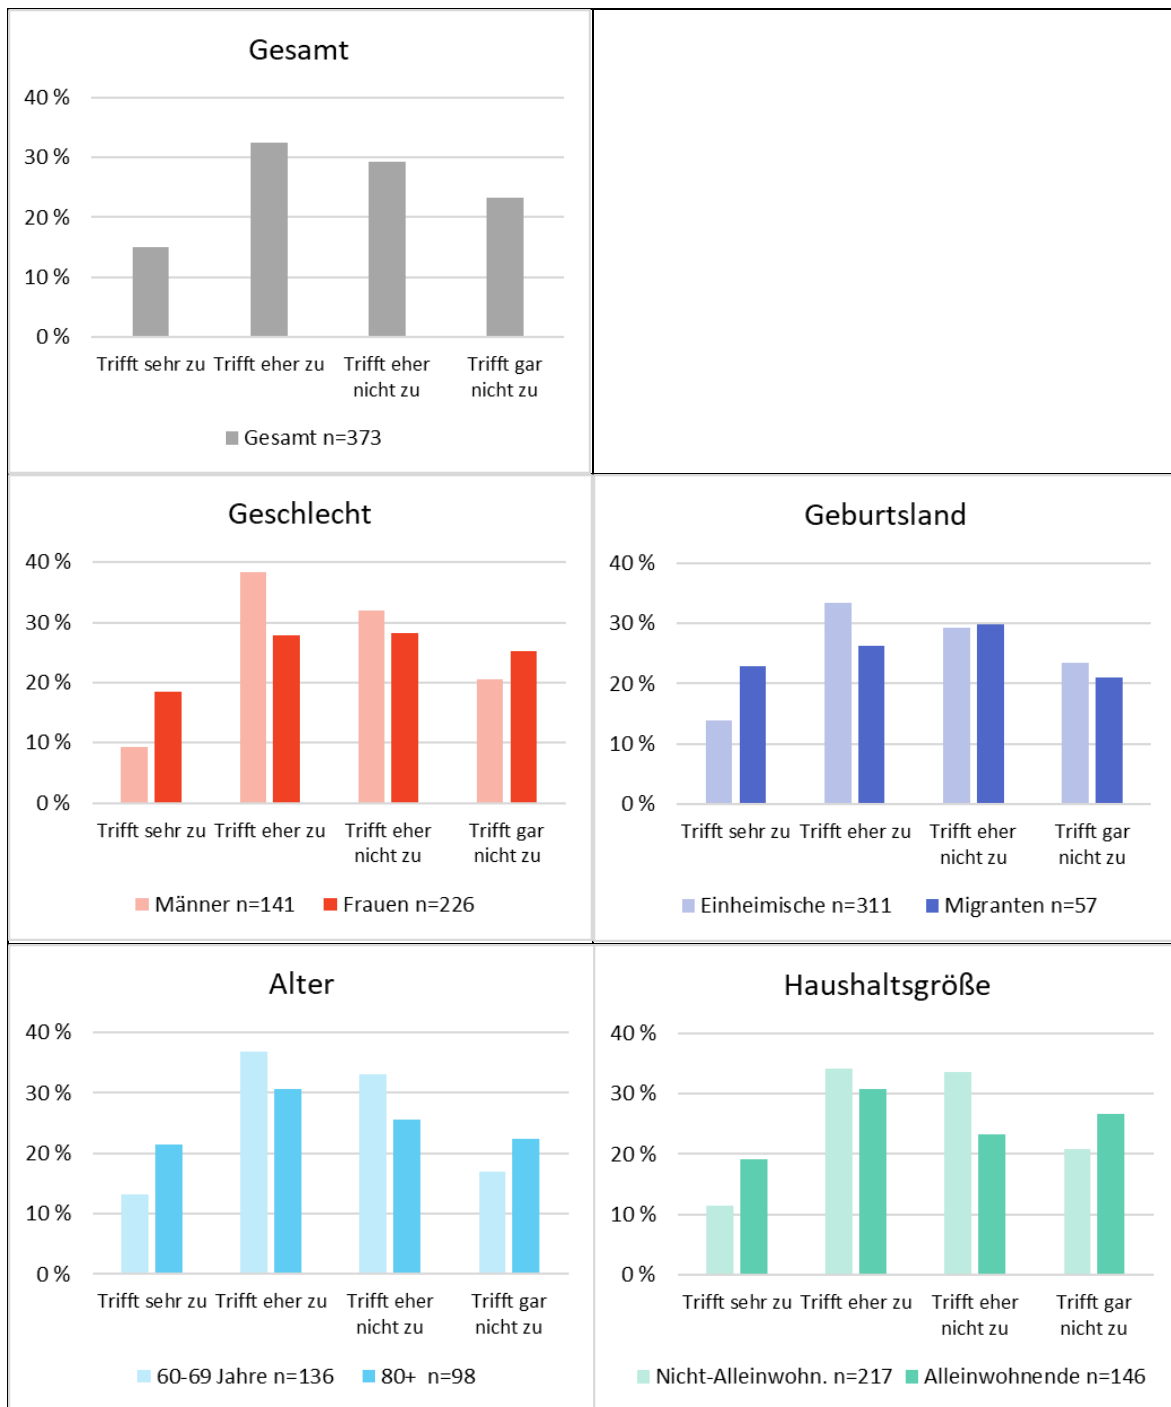 Gesamt
40 %
30 %
20 %
10 %
0 %
Trifft sehr zu Trifft eher zu Trifft eher Trifft gar
nicht zu nicht zu
Gesamt n=373
Geschlecht
40 %
30 %
20 %
10 %
0 %
Trifft sehr zu Trifft eher zu Trifft eher Trifft gar
nicht zu nicht zu
Männer n=141 Frauen n=226
Geburtsland
40 %
30 %
20 %
10 %
0 %
Trifft sehr zu Trifft eher zu Trifft eher Trifft gar
nicht zu nicht zu
Einheimische n=311 Migranten n=57
Alter
40 %
30 %
20 %
10 %
0 %
Trifft sehr zu Trifft eher zu Trifft eher Trifft gar
nicht zu nicht zu
60-69 Jahre n=136 80+ n=98
Haushaltsgröße
40 %
30 %
20 %
10 %
0 %
Trifft sehr zu Trifft eher zu Trifft eher Trifft gar
nicht zu nicht zu
Nicht-Alleinwohn. n=217 Alleinwohnende n=146